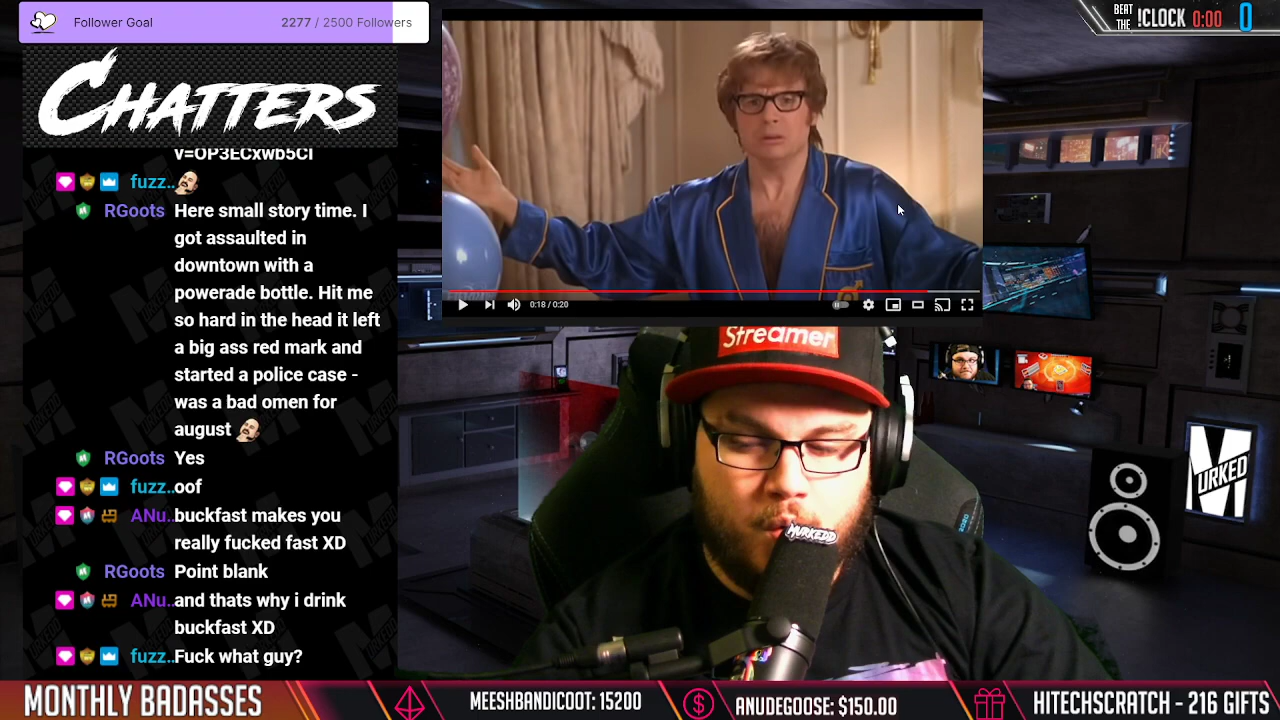 Follower Goal 2277 / 2500 Followers
BEAT THE !CLOCK 0:00 0
CHATTERS
v=OP3ECxwb5CI
fuzz..
RGoots Here small story time. I
got assaulted in
downtown with a
powerade bottle. Hit me
so hard in the head it left
a big ass red mark and
started a police case -
was a bad omen for
august
RGoots Yes
fuzz.. oof
ANu.. buckfast makes you
really fucked fast XD
RGoots Point blank
ANu.. and thats why i drink
buckfast XD
fuzz.. Fuck what guy?
0:18 / 0:20
Streamer
MURKEDD
MURKED
MONTHLY BADASSES
MEESHBANDICOOT: 15200
ANUDEGOOSE: $150.00
HITECHSCRATCH - 216 GIFTS